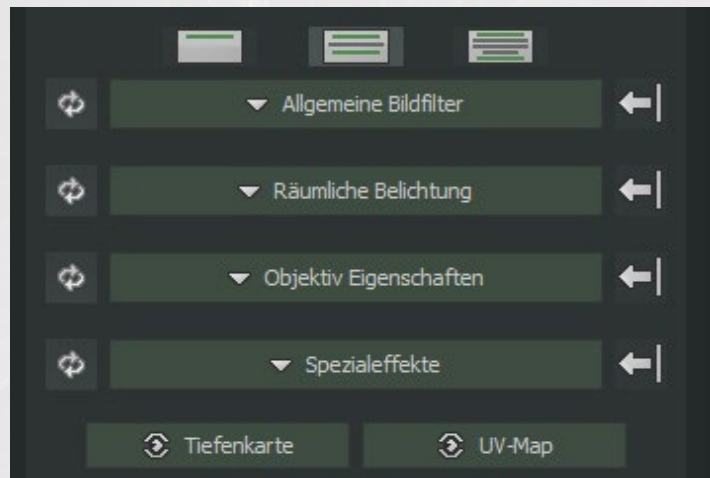 Allgemeine Bildfilter
Räumliche Belichtung
Objektiv Eigenschaften
Spezialeffekte
Tiefenkarte UV-Map